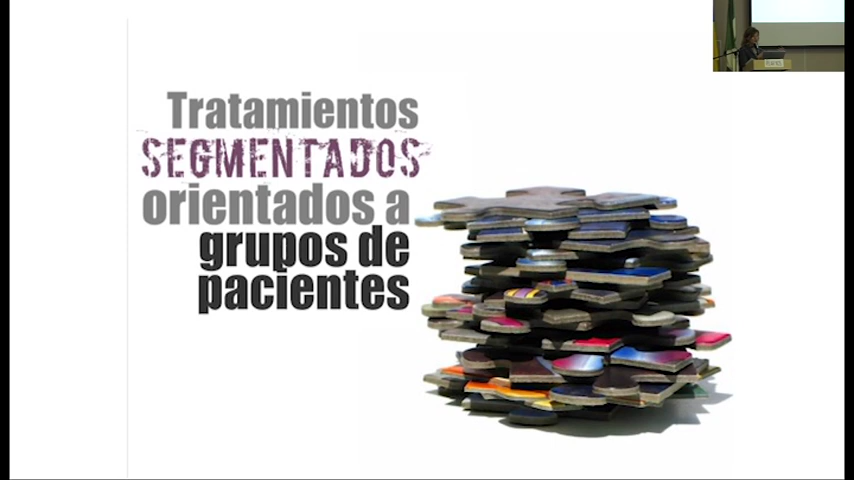 Tratamientos
SEGMENTADOS
orientados a
grupos de
pacientes